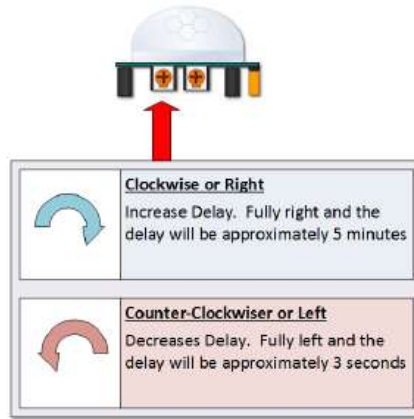 Clockwise or Right
Increase Delay.  Fully right and the
delay will be approximately 5 minutes
Counter-Clockwiser or Left
Decreases Delay.  Fully left and the
delay will be approximately 3 seconds